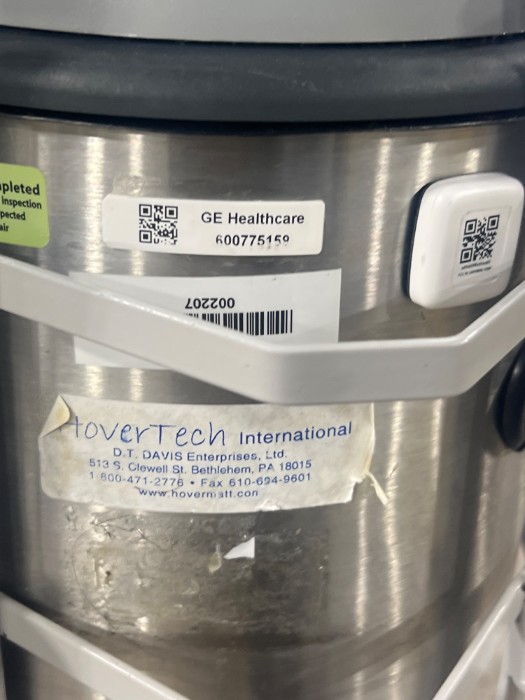 pleted
Inspection
pected
air
GE Healthcare
600775159
002207
HoverTech International
D.T. DAVIS Enterprises, Ltd.
513 S. Clewell St. Bethlehem, PA 18015
1-800-471-2776 • Fax 610-694-9601
www.hovermatt.com